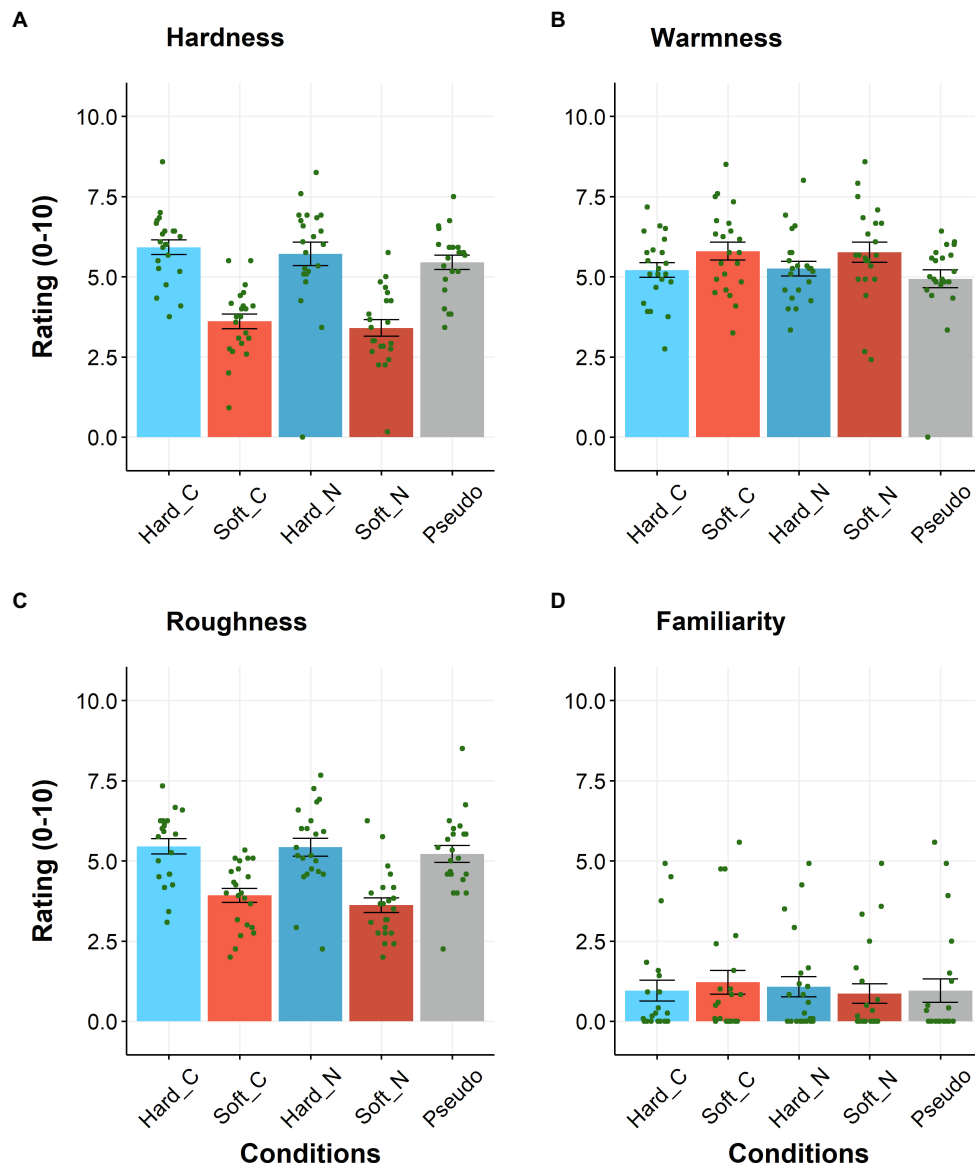 A
Hardness
Rating (0-10)
10.0
7.5
5.0
2.5
0.0
Hard_C
Soft_C
Hard_N
Soft_N
Pseudo
B
Warmness
10.0
7.5
5.0
2.5
0.0
Hard_C
Soft_C
Hard_N
Soft_N
Pseudo
C
Roughness
Rating (0-10)
10.0
7.5
5.0
2.5
0.0
Hard_C
Soft_C
Hard_N
Soft_N
Pseudo
Conditions
D
Familiarity
10.0
7.5
5.0
2.5
0.0
Hard_C
Soft_C
Hard_N
Soft_N
Pseudo
Conditions